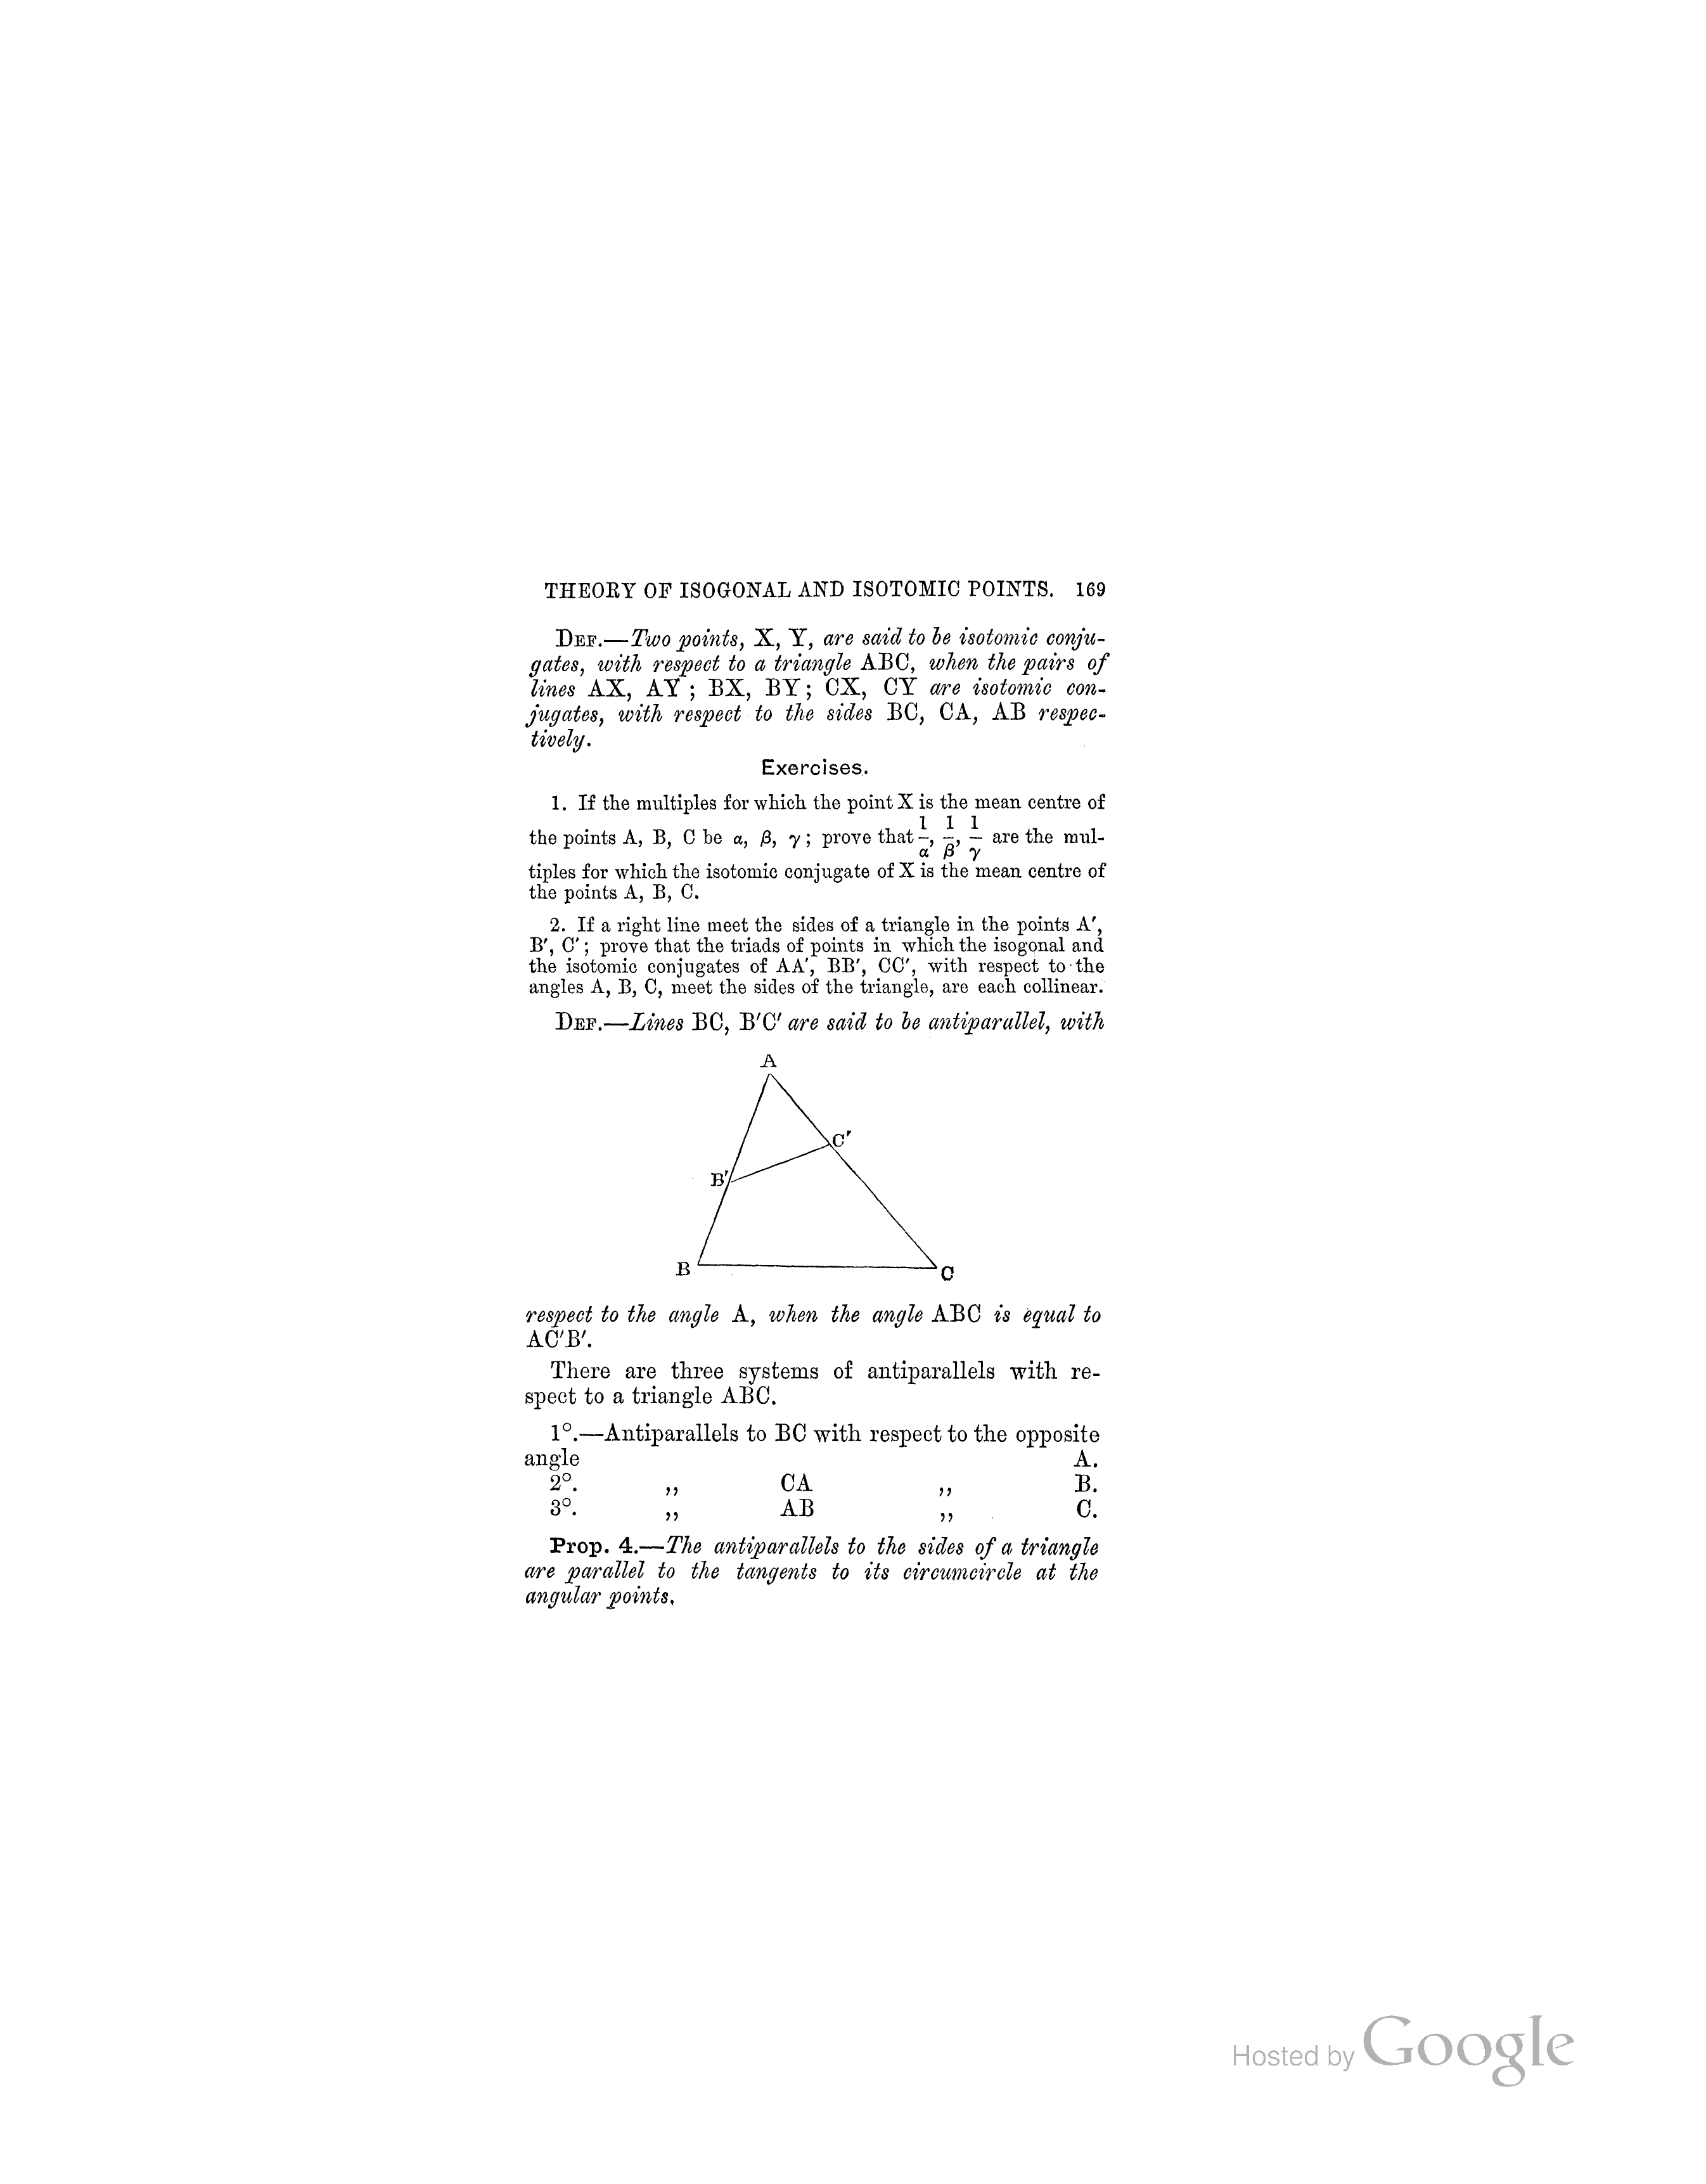 THEORY OF ISOGONAL AND ISOTOMIC POINTS. 169
DEF.—Two points, X, Y, are said to be isotomic conju-
gates, with respect to a triangle ABC, when the pairs of
lines AX, AY; BX, BY; CX, CY are isotomic con-
jugates, with respect to the sides BC, CA, AB respec-
tively.
Exercises.
1. If the multiples for which the point X is the mean centre of
the points A, B, C be α, β, γ; prove that 1/α, 1/β, 1/γ are the mul-
tiples for which the isotomic conjugate of X is the mean centre of
the points A, B, C.
2. If a right line meet the sides of a triangle in the points A′,
B′, C′; prove that the triads of points in which the isogonal and
the isotomic conjugates of AA′, BB′, CC′, with respect to the
angles A, B, C, meet the sides of the triangle, are each collinear.
DEF.—Lines BC, B′C′ are said to be antiparallel, with
A
C′
B′
B
C
respect to the angle A, when the angle ABC is equal to
AC′B′.
There are three systems of antiparallels with re-
spect to a triangle ABC.
1°.—Antiparallels to BC with respect to the opposite
angle A.
2°. ,, CA ,, B.
3°. ,, AB ,, C.
Prop. 4.—The antiparallels to the sides of a triangle
are parallel to the tangents to its circumcircle at the
angular points.
Hosted by Google